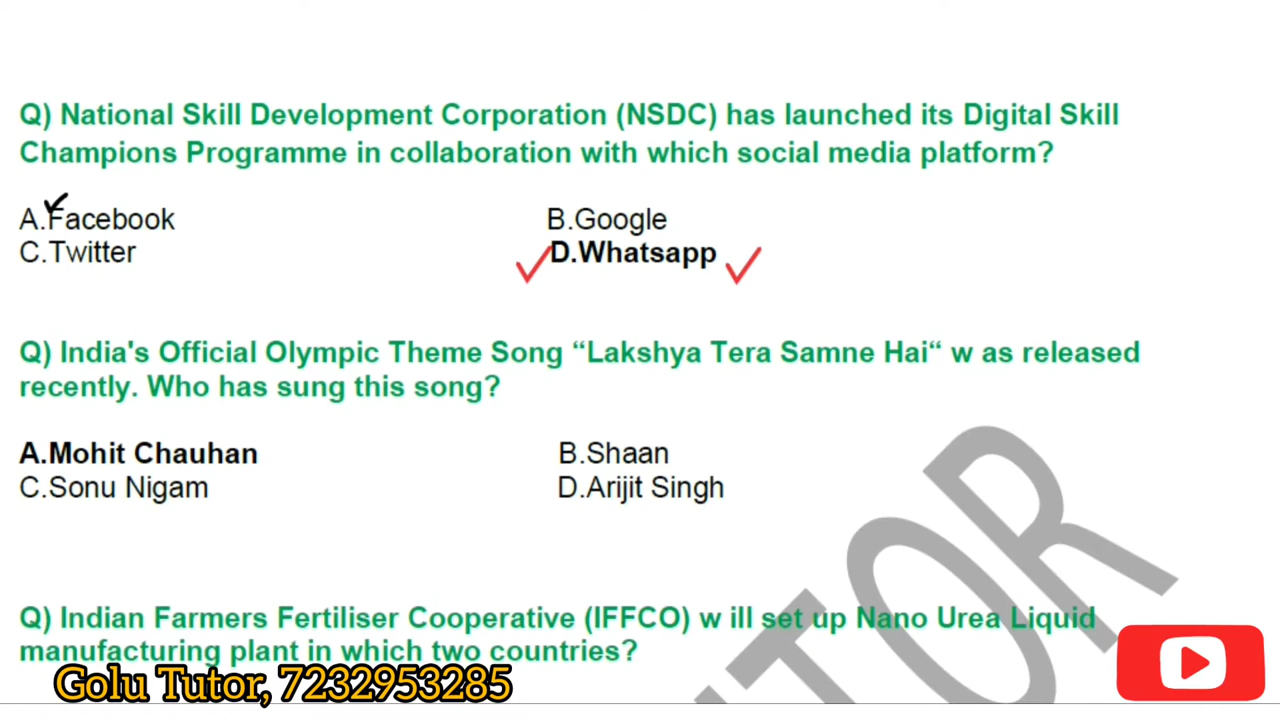 Q) National Skill Development Corporation (NSDC) has launched its Digital Skill
Champions Programme in collaboration with which social media platform?
A.Facebook B.Google
C.Twitter D.Whatsapp
Q) India's Official Olympic Theme Song “Lakshya Tera Samne Hai“ w as released
recently. Who has sung this song?
A.Mohit Chauhan B.Shaan
C.Sonu Nigam D.Arijit Singh
Q) Indian Farmers Fertiliser Cooperative (IFFCO) w ill set up Nano Urea Liquid
manufacturing plant in which two countries?
Golu Tutor, 7232953285
TOR